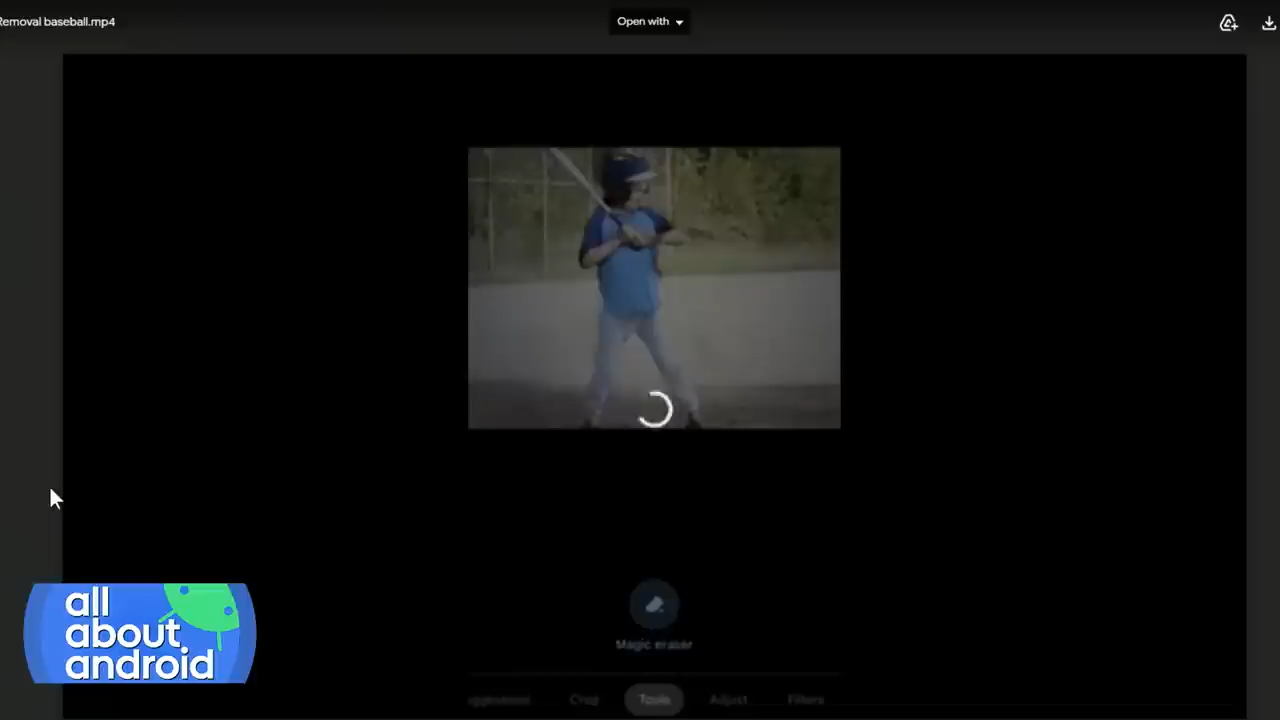 Removal baseball.mp4
Open with
all
about
android
Magic eraser
Crop
Tools
Adjust
Filters